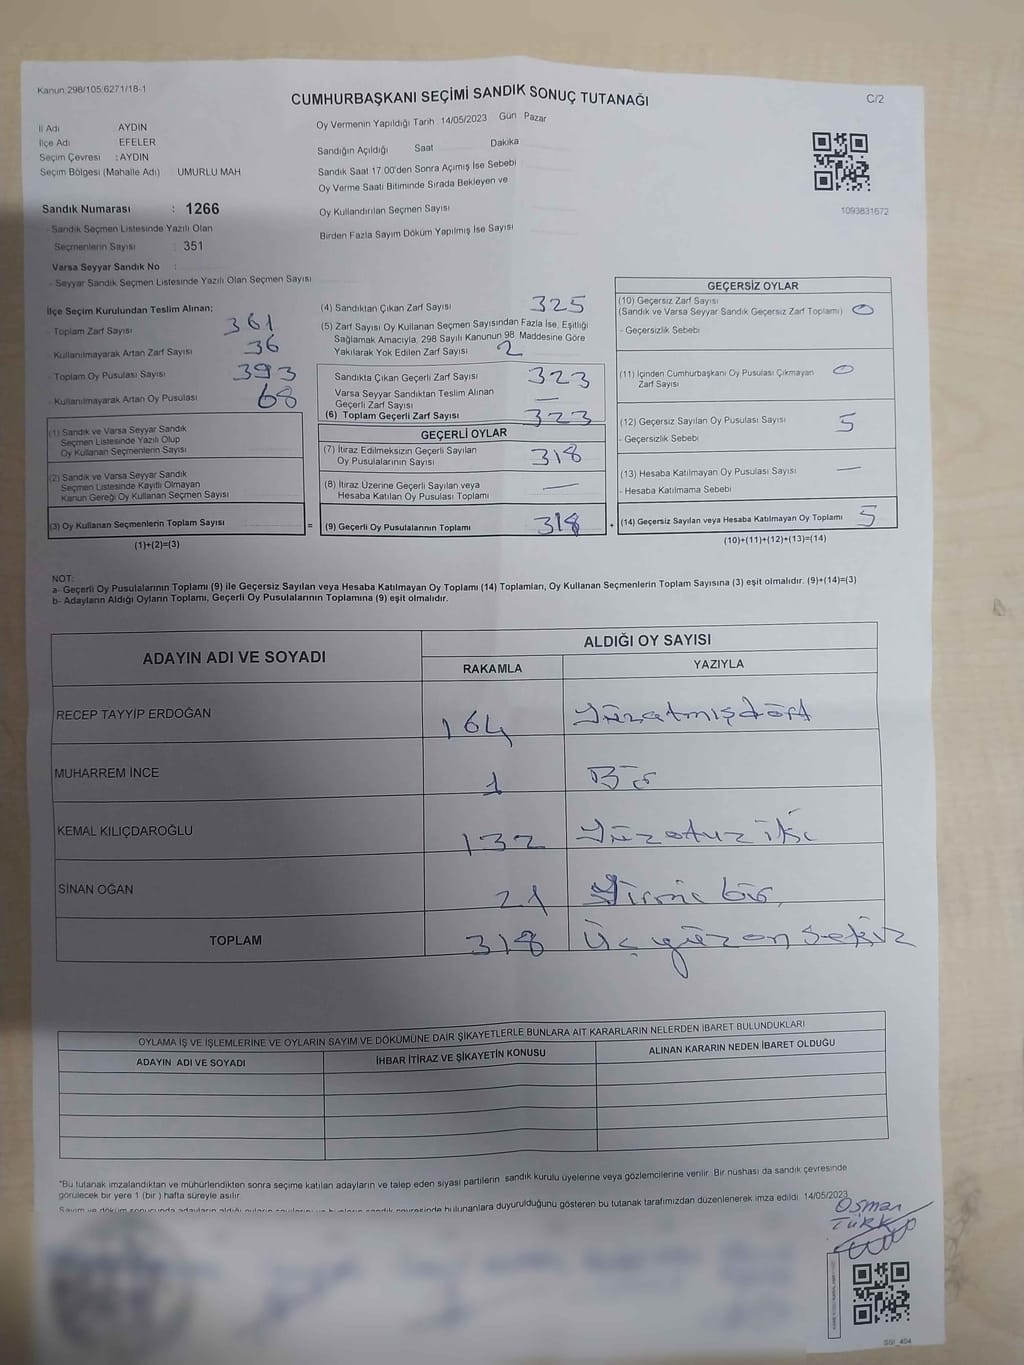 Kanun 298/105,6271/18-1
CUMHURBAŞKANI SEÇİMİ SANDIK SONUÇ TUTANAĞI
C/2
İl Adı AYDIN
İlçe Adı EFELER
Seçim Çevresi : AYDIN
Seçim Bölgesi (Mahalle Adı) UMURLU MAH
Sandık Numarası : 1266
- Sandık Seçmen Listesinde Yazılı Olan
Seçmenlerin Sayısı : 351
Varsa Seyyar Sandık No :
- Seyyar Sandık Seçmen Listesinde Yazılı Olan Seçmen Sayısı
Oy Vermenin Yapıldığı Tarih 14/05/2023 Gün Pazar
Sandığın Açıldığı Saat Dakika
Sandık Saat 17 00'den Sonra Açımış İse Sebebi
Oy Verme Saati Bitiminde Sırada Bekleyen ve
Oy Kullandırılan Seçmen Sayısı
Birden Fazla Sayım Döküm Yapılmış İse Sayısı
1093831672
İlçe Seçim Kurulundan Teslim Alınan;
- Toplam Zarf Sayısı 361
- Kullanılmayarak Artan Zarf Sayısı 36
- Toplam Oy Pusulası Sayısı 393
- Kullanılmayarak Artan Oy Pusulası 68
(1) Sandık ve Varsa Seyyar Sandık
Seçmen Listesinde Yazılı Olup
Oy Kullanan Seçmenlerin Sayısı
(2) Sandık ve Varsa Seyyar Sandık
Seçmen Listesinde Kayıtlı Olmayan
Kanun Gereği Oy Kullanan Seçmen Sayısı
(3) Oy Kullanan Seçmenlerin Toplam Sayısı =
(1)+(2)=(3)
(4) Sandıktan Çıkan Zarf Sayısı 325
(5) Zarf Sayısı Oy Kullanan Seçmen Sayısından Fazla İse, Eşitliği
Sağlamak Amacıyla, 298 Sayılı Kanunun 98 Maddesine Göre
Yakılarak Yok Edilen Zarf Sayısı 2
Sandıkta Çıkan Geçerli Zarf Sayısı 323
Varsa Seyyar Sandıktan Teslim Alınan
Geçerli Zarf Sayısı —
(6) Toplam Geçerli Zarf Sayısı 323
GEÇERLİ OYLAR
(7) İtiraz Edilmeksizin Geçerli Sayılan
Oy Pusulalarının Sayısı 318
(8) İtiraz Üzerine Geçerli Sayılan veya
Hesaba Katılan Oy Pusulası Toplamı —
(9) Geçerli Oy Pusulalarının Toplamı 318 +
GEÇERSİZ OYLAR
(10) Geçersiz Zarf Sayısı
(Sandık ve Varsa Seyyar Sandık Geçersiz Zarf Toplamı) 0
- Geçersizlik Sebebi
(11) İçinden Cumhurbaşkanı Oy Pusulası Çıkmayan
Zarf Sayısı 0
(12) Geçersiz Sayılan Oy Pusulası Sayısı 5
- Geçersizlik Sebebi
(13) Hesaba Katılmayan Oy Pusulası Sayısı —
- Hesaba Katılmama Sebebi
(14) Geçersiz Sayılan veya Hesaba Katılmayan Oy Toplamı 5
(10)+(11)+(12)+(13)=(14)
NOT:
a- Geçerli Oy Pusulalarının Toplamı (9) ile Geçersiz Sayılan veya Hesaba Katılmayan Oy Toplamı (14) Toplamları, Oy Kullanan Seçmenlerin Toplam Sayısına (3) eşit olmalıdır. (9)+(14)=(3)
b- Adayların Aldığı Oyların Toplamı, Geçerli Oy Pusulalarının Toplamına (9) eşit olmalıdır.
ADAYIN ADI VE SOYADI
ALDIĞI OY SAYISI
RAKAMLA YAZIYLA
RECEP TAYYİP ERDOĞAN 164 Yüzatmışdört
MUHARREM İNCE 1 Bir
KEMAL KILIÇDAROĞLU 132 Yüzotuz iki
SİNAN OĞAN 21 Yirmi bir
TOPLAM 318 Üçyüzon sekiz
OYLAMA İŞ VE İŞLEMLERİNE VE OYLARIN SAYIM VE DÖKÜMÜNE DAİR ŞİKAYETLERLE BUNLARA AİT KARARLARIN NELERDEN İBARET BULUNDUKLARI
ADAYIN ADI VE SOYADI İHBAR İTİRAZ VE ŞİKAYETİN KONUSU ALINAN KARARIN NEDEN İBARET OLDUĞU
"Bu tutanak imzalandıktan ve mühürlendikten sonra seçime katılan adayların ve talep eden siyasi partilerin sandık kurulu üyelerine veya gözlemcilerine verilir. Bir nüshası da sandık çevresinde
görülecek bir yere 1 (bir) hafta süreyle asılır
Sayım ve döküm sonucunda adayların aldığı oyların bulunanlara duyurulduğunu gösteren bu tutanak tarafımızdan düzenlenerek imza edildi 14/05/2023
Osman
Türk
SSI_404